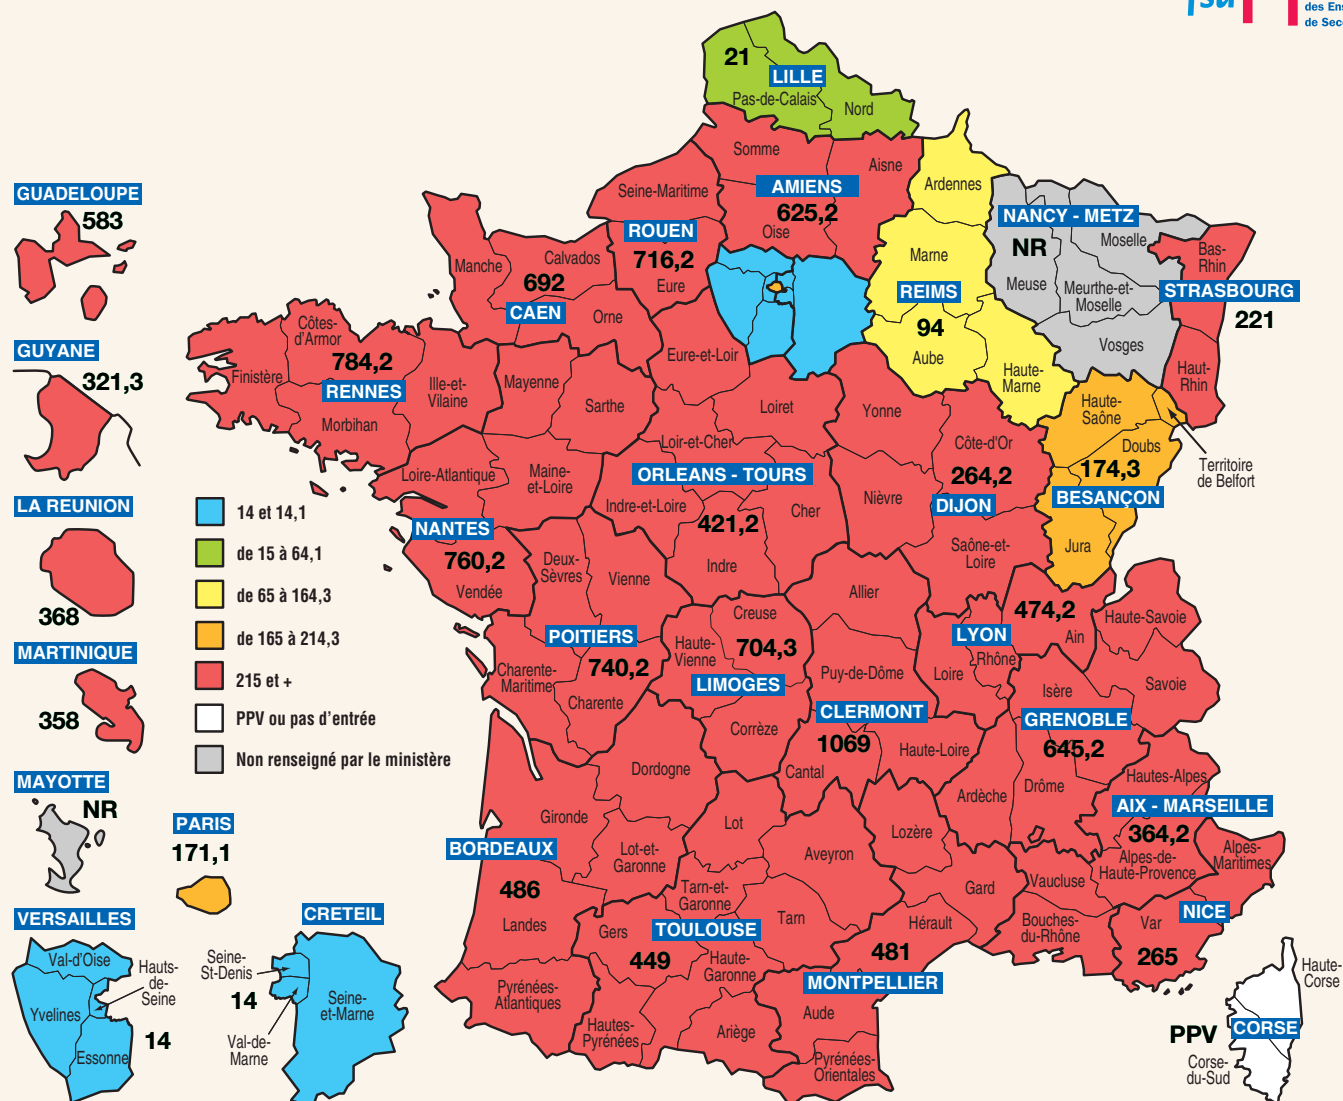 fsu
des Ens
de Sec
21
LILLE
Pas-de-Calais
Nord
Somme
Aisne
AMIENS
625,2
Oise
Seine-Maritime
ROUEN
716,2
Eure
Ardennes
Marne
REIMS
94
Aube
Haute-
Marne
NANCY - METZ
NR
Moselle
Meuse
Meurthe-et-
Moselle
Vosges
Bas-
Rhin
STRASBOURG
221
Haut-
Rhin
GUADELOUPE
583
GUYANE
321,3
LA REUNION
368
MARTINIQUE
358
MAYOTTE
NR
PARIS
171,1
Manche
Calvados
692
CAEN
Orne
Côtes-
d'Armor
784,2
Finistère
RENNES
Ille-et-
Vilaine
Morbihan
Mayenne
Sarthe
Loire-Atlantique
Maine-
et-Loire
NANTES
760,2
Vendée
Eure-et-Loir
Loiret
Loir-et-Cher
ORLEANS - TOURS
Indre-et-Loire
421,2
Cher
Indre
Yonne
Côte-d'Or
264,2
Nièvre
DIJON
Saône-et-
Loire
Haute-
Saône
Doubs
174,3
BESANÇON
Jura
Territoire
de Belfort
14 et 14,1
de 15 à 64,1
de 65 à 164,3
de 165 à 214,3
215 et +
PPV ou pas d'entrée
Non renseigné par le ministère
Deux-
Sèvres
Vienne
POITIERS
740,2
Charente-
Maritime
Charente
Creuse
Haute-
Vienne
704,3
LIMOGES
Corrèze
Allier
Puy-de-Dôme
CLERMONT
1069
Haute-Loire
Cantal
474,2
Ain
LYON
Rhône
Loire
Haute-Savoie
Savoie
Isère
GRENOBLE
645,2
Ardèche
Drôme
Hautes-Alpes
AIX - MARSEILLE
364,2
Alpes-de-
Haute-Provence
Vaucluse
Bouches-
du-Rhône
Alpes-
Maritimes
NICE
Var
265
Dordogne
Gironde
BORDEAUX
Lot-et-
Garonne
486
Landes
Pyrénées-
Atlantiques
Lot
Aveyron
Tarn-et-
Garonne
Tarn
Gers
TOULOUSE
449
Haute-
Garonne
Hautes-
Pyrénées
Ariège
Lozère
Gard
Hérault
481
MONTPELLIER
Aude
Pyrénées-
Orientales
VERSAILLES
Val-d'Oise
Hauts-
de-
Seine
Yvelines
14
Essonne
CRETEIL
Seine-
St-Denis
14
Seine-
et-Marne
Val-de-
Marne
Haute-
Corse
PPV
CORSE
Corse-
du-Sud